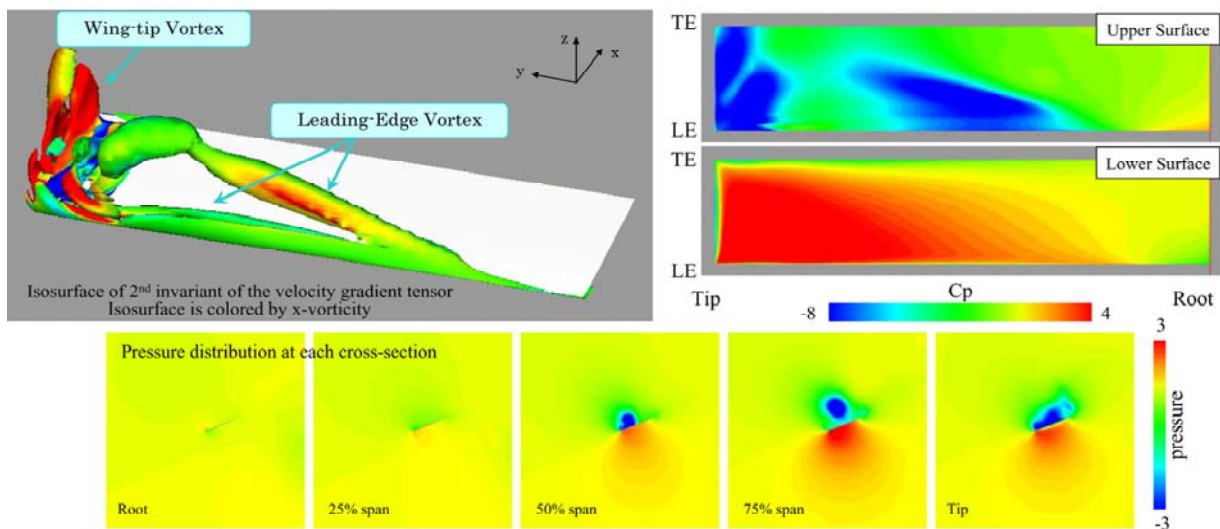 Wing-tip Vortex
z
x
y
Leading-Edge Vortex
Isosurface of 2nd invariant of the velocity gradient tensor
Isosurface is colored by x-vorticity
TE
Upper Surface
LE
TE
Lower Surface
LE
Tip
Cp
Root
-8
4
Pressure distribution at each cross-section
Root
25% span
50% span
75% span
Tip
3
pressure
-3